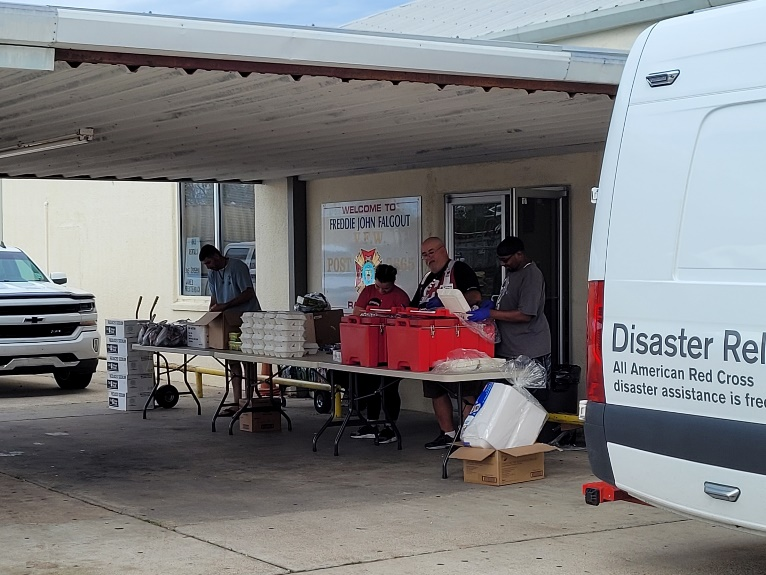 WELCOME TO
FREDDIE JOHN FALGOUT
V.F.W.
POST
Disaster Rel
All American Red Cross
disaster assistance is free